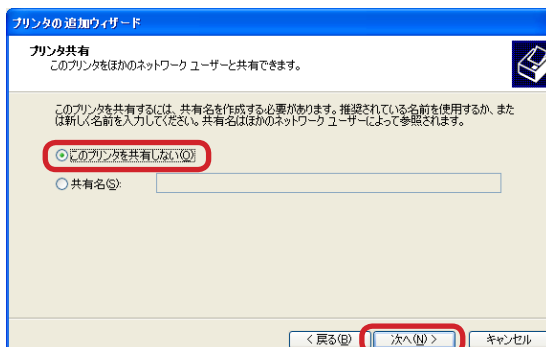 プリンタの追加ウィザード
プリンタ共有
このプリンタをほかのネットワーク ユーザーと共有できます。
このプリンタを共有するには、共有名を作成する必要があります。推奨されている名前を使用するか、また
は新しく名前を入力してください。共有名はほかのネットワーク ユーザーによって参照されます。
このプリンタを共有しない(O)
共有名(S):
< 戻る(B) 次へ(N) > キャンセル